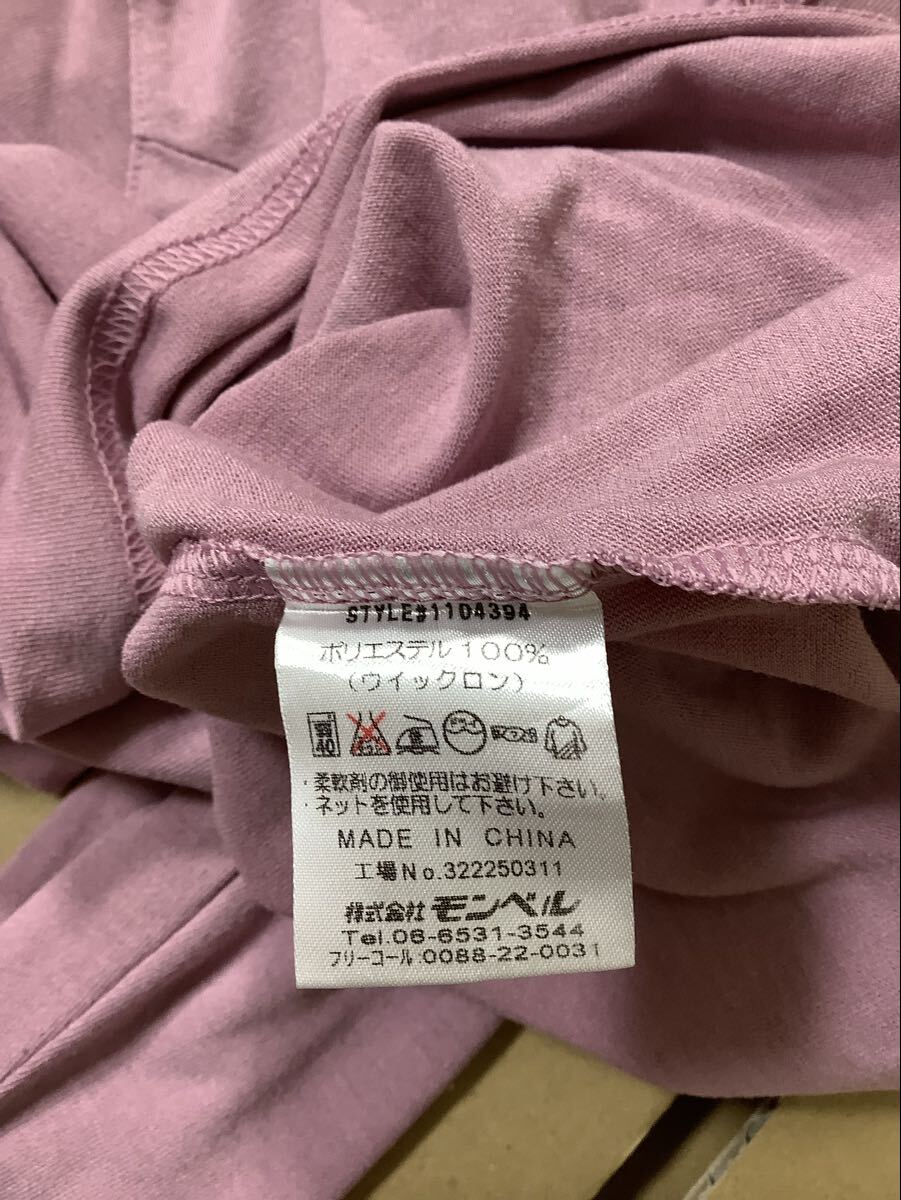 STYLE#1104394
ポリエステル 100%
(ウイックロン)
40
・柔軟剤の御使用はお避け下さい。
・ネットを使用して下さい。
MADE IN CHINA
工場No.322250311
株式会社 モンベル
Tel.06-6531-3544
フリーコール:0088-22-0031